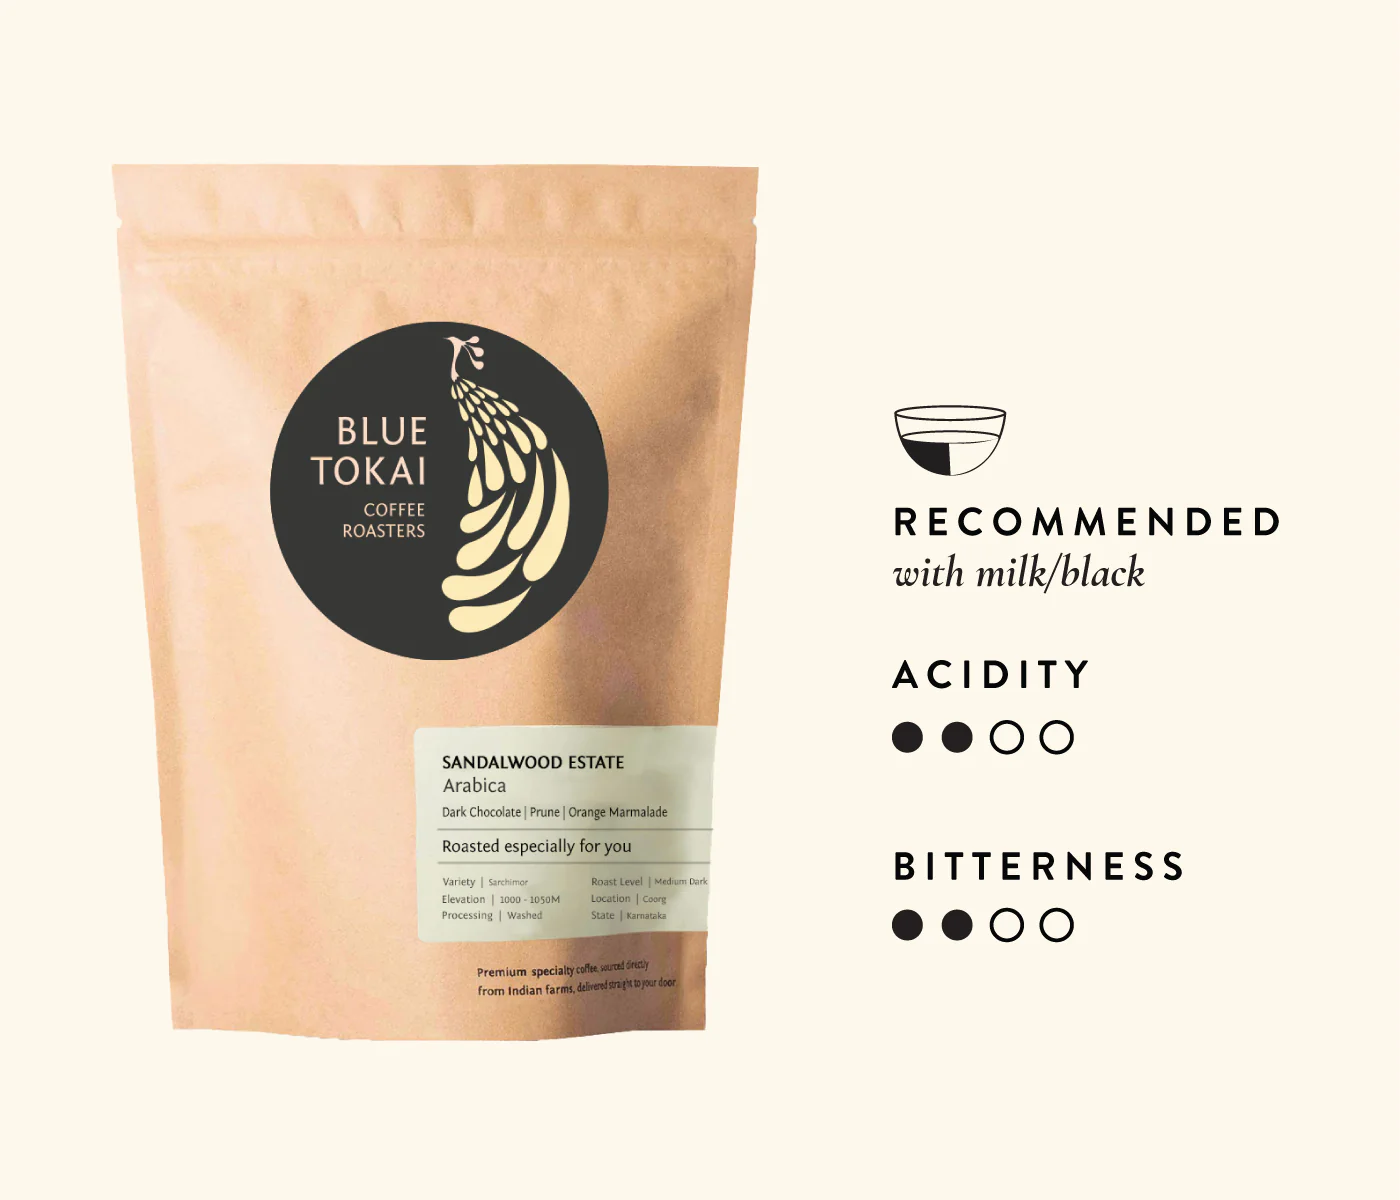 BLUE
TOKAI
COFFEE
ROASTERS
SANDALWOOD ESTATE
Arabica
Dark Chocolate | Prune | Orange Marmalade
Roasted especially for you
Variety | Sarchimor
Roast Level | Medium Dark
Elevation | 1000 - 1050M
Location | Coorg
Processing | Washed
State | Karnataka
Premium specialty coffee, sourced directly
from Indian farms, delivered straight to your door.
RECOMMENDED
with milk/black
ACIDITY
BITTERNESS